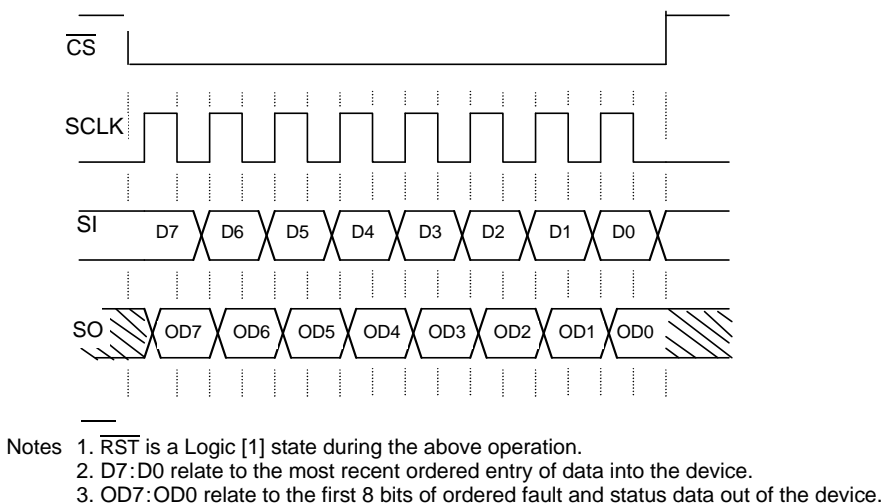 CS
SCLK
SI D7 D6 D5 D4 D3 D2 D1 D0
SO OD7 OD6 OD5 OD4 OD3 OD2 OD1 OD0
Notes 1. RST is a Logic [1] state during the above operation.
2. D7:D0 relate to the most recent ordered entry of data into the device.
3. OD7:OD0 relate to the first 8 bits of ordered fault and status data out of the device.